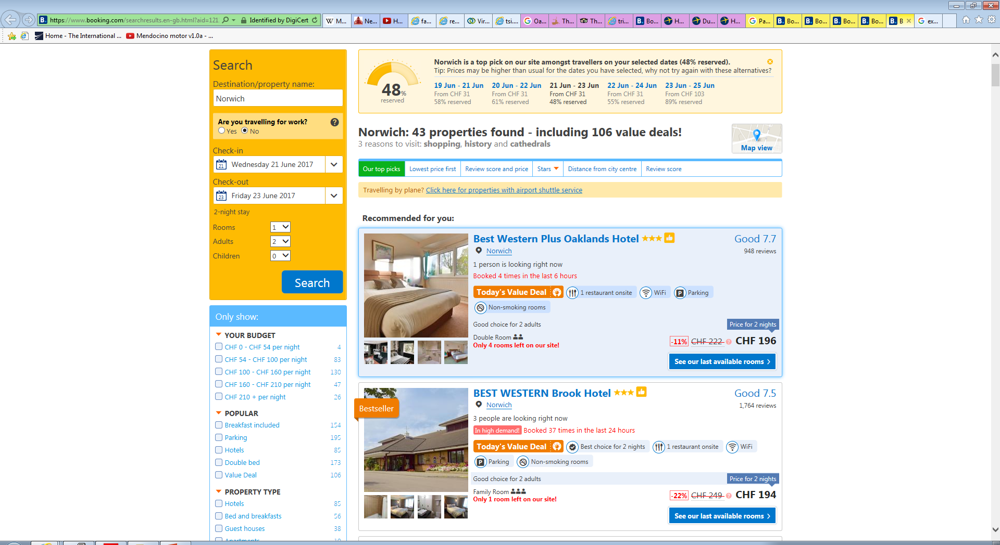 https://www.booking.com/searchresults.en-gb.html?aid=121
Identified by DigiCert
M...
Ne...
H...
fa...
re...
Vir...
tsi...
Oa...
Th...
Th...
tri...
Bo...
H...
Du...
H...
Pa...
Bo...
Bo...
Bo...
Bo...
B
ex...
Home - The International ...
Mendocino motor v1.0a - ...
Search
Destination/property name:
Norwich
Are you travelling for work?
Yes No
Check-in
21 Wednesday 21 June 2017
Check-out
23 Friday 23 June 2017
2-night stay
Rooms 1
Adults 2
Children 0
Search
Only show:
YOUR BUDGET
CHF 0 - CHF 54 per night 4
CHF 54 - CHF 100 per night 83
CHF 100 - CHF 160 per night 130
CHF 160 - CHF 210 per night 47
CHF 210 + per night 26
POPULAR
Breakfast included 154
Parking 195
Hotels 85
Double bed 173
Value Deal 106
PROPERTY TYPE
Hotels 85
Bed and breakfasts 56
Guest houses 38
48%
reserved
Norwich is a top pick on our site amongst travellers on your selected dates (48% reserved).
Tip: Prices may be higher than usual for the dates you have selected, why not try again with these alternatives?
19 Jun - 21 Jun 20 Jun - 22 Jun 21 Jun - 23 Jun 22 Jun - 24 Jun 23 Jun - 25 Jun
From CHF 31 From CHF 31 From CHF 31 From CHF 31 From CHF 103
58% reserved 61% reserved 48% reserved 55% reserved 89% reserved
Norwich: 43 properties found - including 106 value deals!
3 reasons to visit: shopping, history and cathedrals
Map view
Our top picks Lowest price first Review score and price Stars Distance from city centre Review score
Travelling by plane? Click here for properties with airport shuttle service
Recommended for you:
Best Western Plus Oaklands Hotel Good 7.7
Norwich 948 reviews
1 person is looking right now
Booked 4 times in the last 6 hours
Today's Value Deal 1 restaurant onsite WiFi P Parking
Non-smoking rooms
Good choice for 2 adults Price for 2 nights
Double Room
Only 4 rooms left on our site!
-11% CHF 222 ? CHF 196
See our last available rooms
Bestseller
BEST WESTERN Brook Hotel Good 7.5
Norwich 1,764 reviews
3 people are looking right now
In high demand! Booked 37 times in the last 24 hours
Today's Value Deal Best choice for 2 nights 1 restaurant onsite WiFi
P Parking Non-smoking rooms
Good choice for 2 adults Price for 2 nights
Family Room
Only 1 room left on our site!
-22% CHF 249 ? CHF 194
See our last available rooms